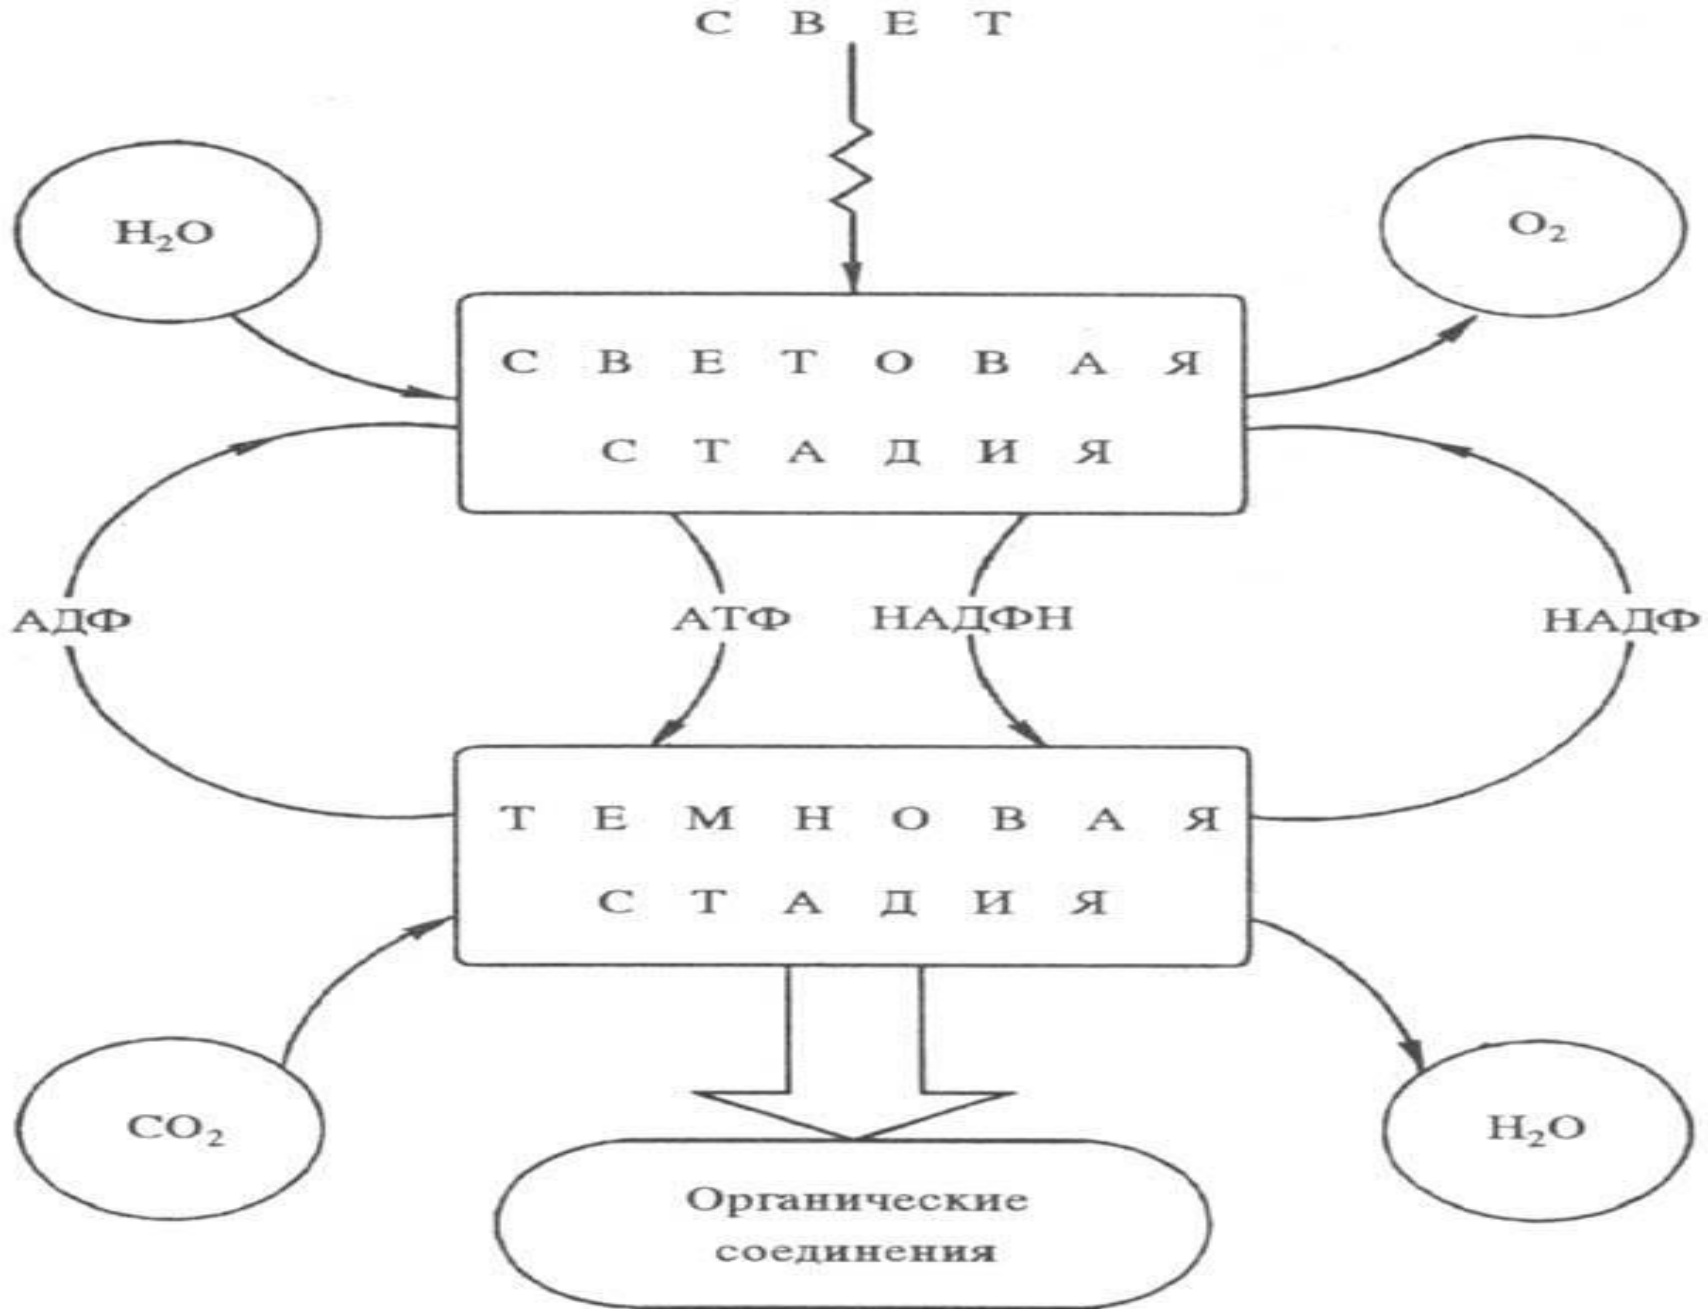 С В Е Т
H₂O
O₂
С В Е Т О В А Я
С Т А Д И Я
АДФ
АТФ
НАДФН
НАДФ
Т Е М Н О В А Я
С Т А Д И Я
CO₂
H₂O
Органические
соединения